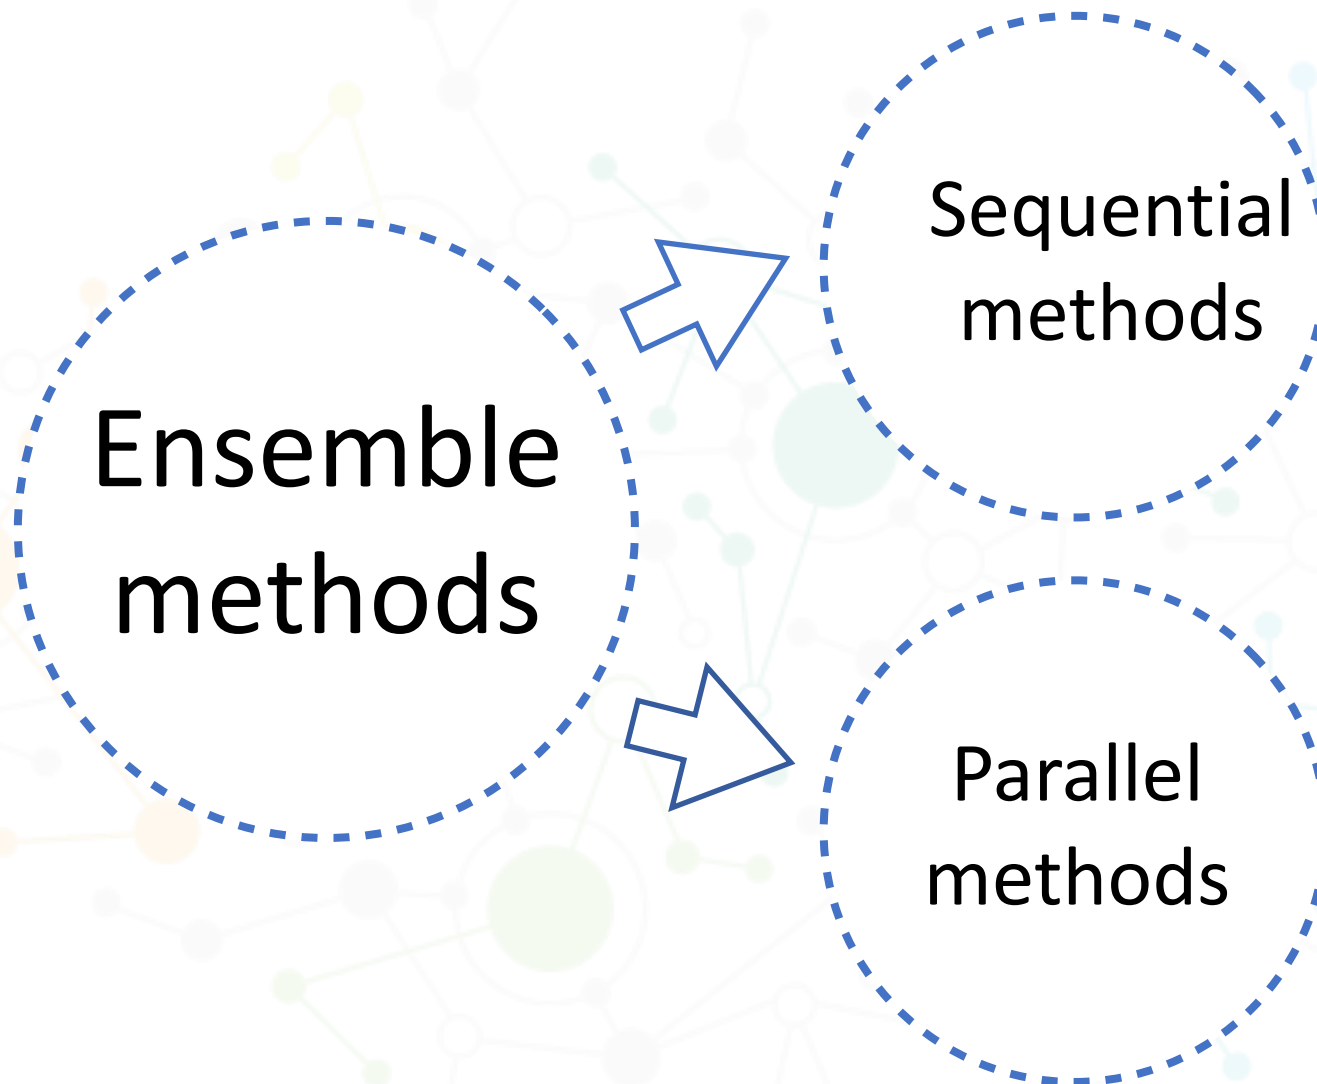 Ensemble
methods
Sequential
methods
Parallel
methods